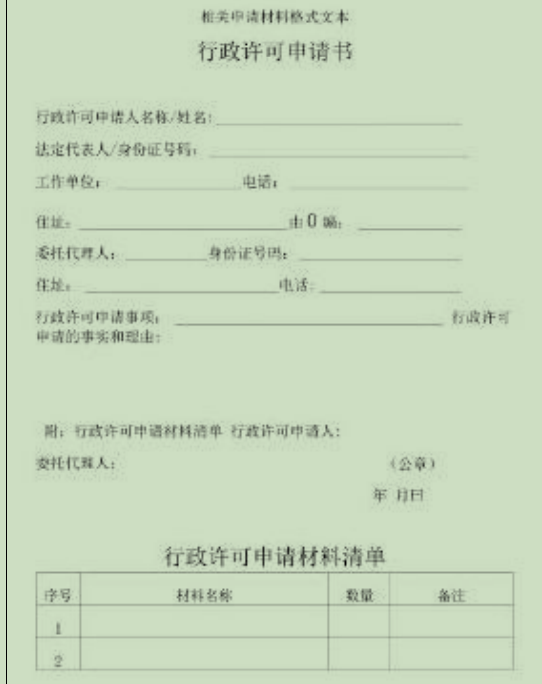 相关申请材料格式文本
行政许可申请书
行政许可申请人名称/姓名:
法定代表人/身份证号码:
工作单位: 电话:
住址: 由0编:
委托代理人: 身份证号码:
住址: 电话:
行政许可申请事项: 行政许可
申请的事实和理由:
附: 行政许可申请材料清单 行政许可申请人:
委托代理人: (公章)
年 月曰
行政许可申请材料清单
序号 材料名称 数量 备注
1
2